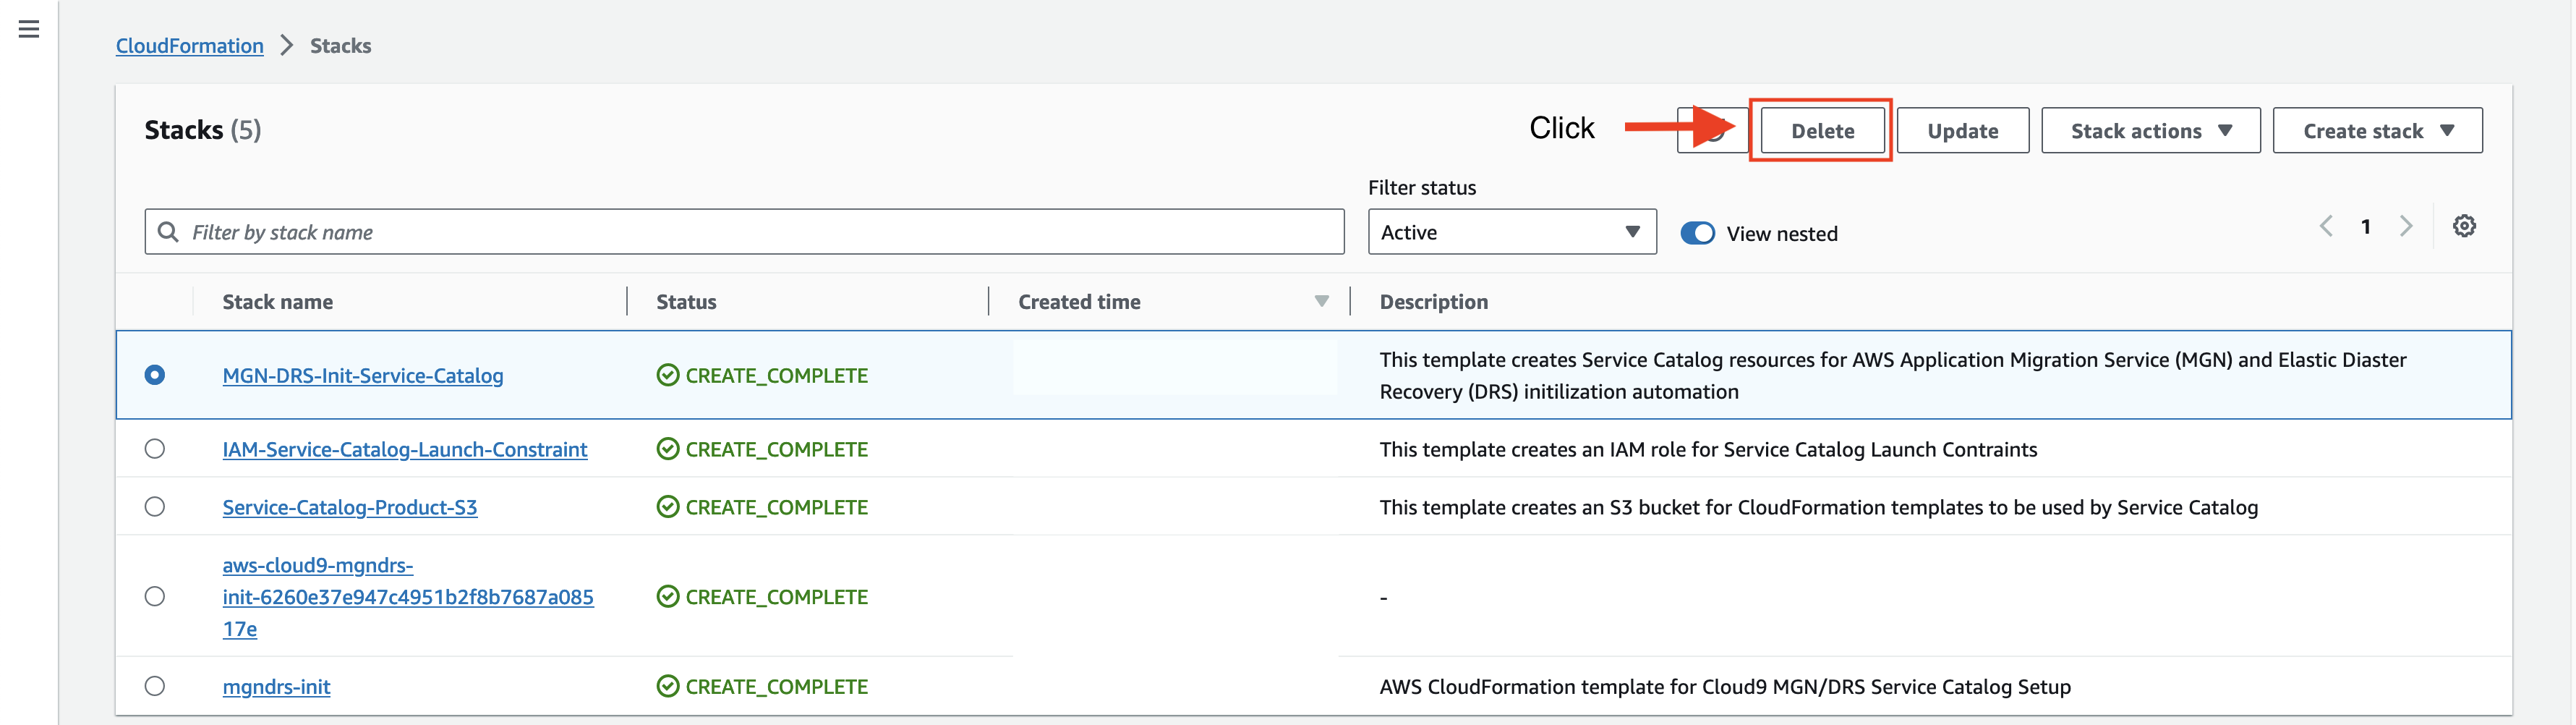 CloudFormation > Stacks
Stacks (5)
Click
Delete
Update
Stack actions
Create stack
Filter status
Filter by stack name
Active
View nested
1
Stack name
Status
Created time
Description
MGN-DRS-Init-Service-Catalog
CREATE_COMPLETE
This template creates Service Catalog resources for AWS Application Migration Service (MGN) and Elastic Diaster
Recovery (DRS) initilization automation
IAM-Service-Catalog-Launch-Constraint
CREATE_COMPLETE
This template creates an IAM role for Service Catalog Launch Contraints
Service-Catalog-Product-S3
CREATE_COMPLETE
This template creates an S3 bucket for CloudFormation templates to be used by Service Catalog
aws-cloud9-mgndrs-
init-6260e37e947c4951b2f8b7687a085
17e
CREATE_COMPLETE
-
mgndrs-init
CREATE_COMPLETE
AWS CloudFormation template for Cloud9 MGN/DRS Service Catalog Setup